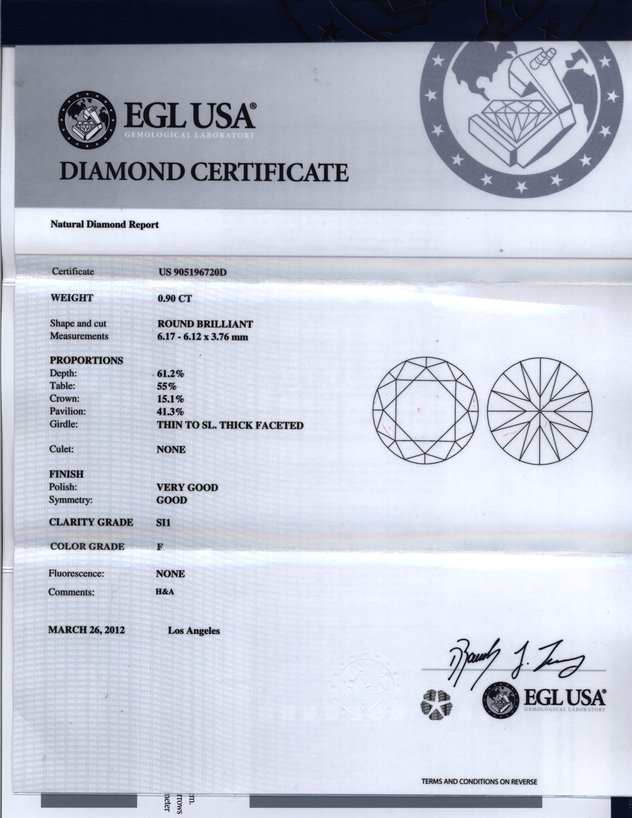 EGL USA®
GEMOLOGICAL LABORATORY
DIAMOND CERTIFICATE
Natural Diamond Report
Certificate US 905196720D
WEIGHT 0.90 CT
Shape and cut ROUND BRILLIANT
Measurements 6.17 - 6.12 x 3.76 mm
PROPORTIONS
Depth: 61.2%
Table: 55%
Crown: 15.1%
Pavilion: 41.3%
Girdle: THIN TO SL. THICK FACETED
Culet: NONE
FINISH
Polish: VERY GOOD
Symmetry: GOOD
CLARITY GRADE SI1
COLOR GRADE F
Fluorescence: NONE
Comments: H&A
MARCH 26, 2012 Los Angeles
EGL USA®
GEMOLOGICAL LABORATORY
TERMS AND CONDITIONS ON REVERSE